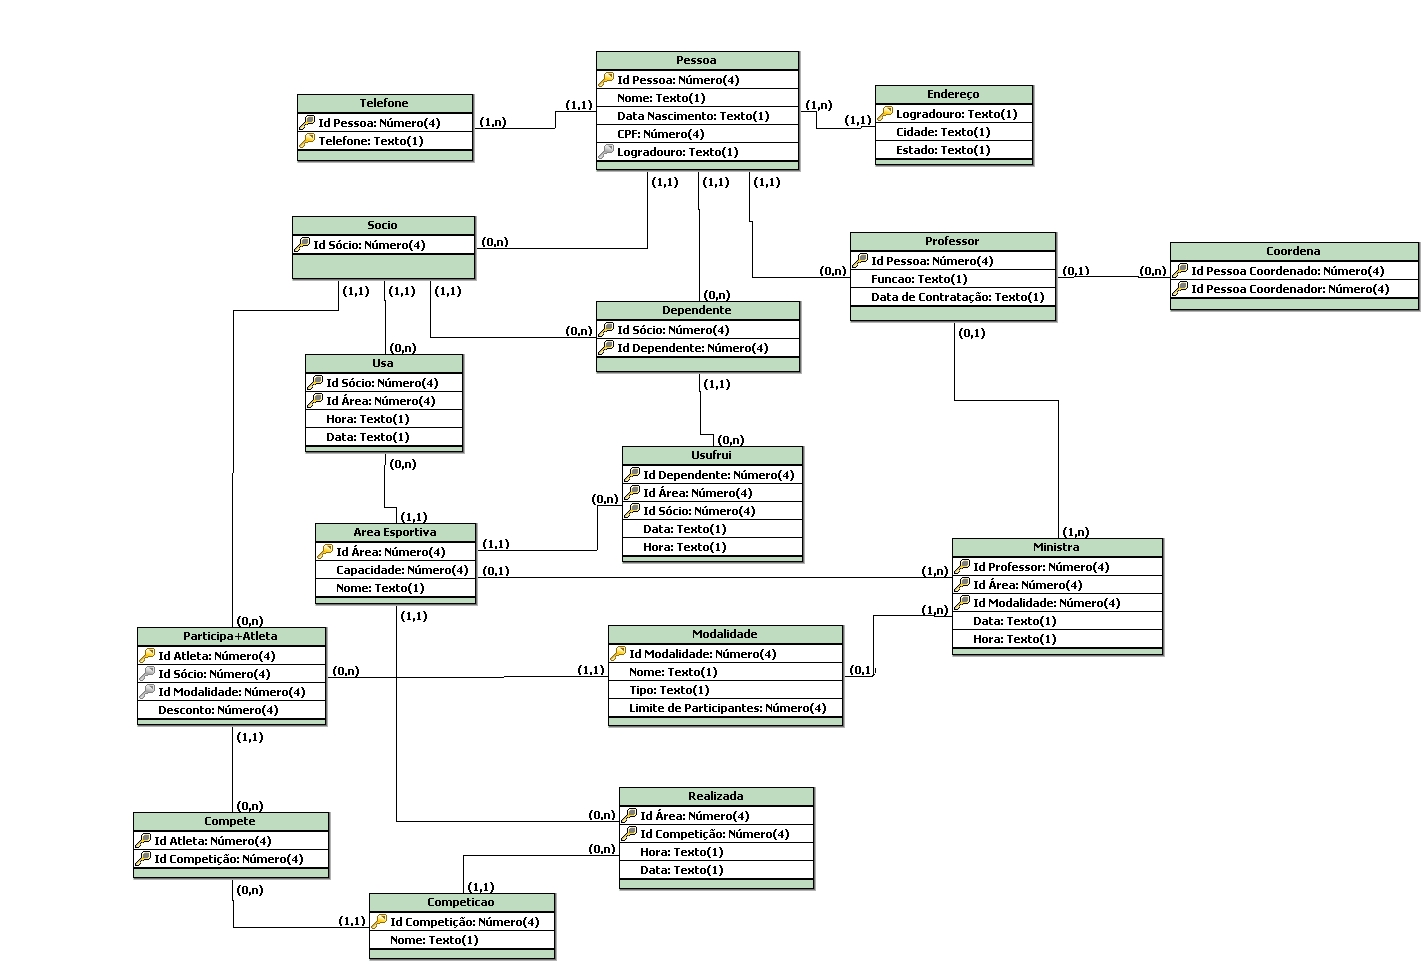 Pessoa
Id Pessoa: Número(4)
Nome: Texto(1)
Data Nascimento: Texto(1)
CPF: Número(4)
Logradouro: Texto(1)
Telefone
Id Pessoa: Número(4)
Telefone: Texto(1)
(1,n)
(1,1)
(1,n)
(1,1)
Endereço
Logradouro: Texto(1)
Cidade: Texto(1)
Estado: Texto(1)
(1,1)
(1,1)
(1,1)
Socio
Id Sócio: Número(4)
(0,n)
(1,1)
(1,1)
(1,1)
Professor
Id Pessoa: Número(4)
Funcao: Texto(1)
Data de Contratação: Texto(1)
(0,n)
(0,1)
(0,n)
(0,1)
Coordena
Id Pessoa Coordenado: Número(4)
Id Pessoa Coordenador: Número(4)
(0,n)
(0,n)
Dependente
Id Sócio: Número(4)
Id Dependente: Número(4)
(1,1)
(0,n)
Usa
Id Sócio: Número(4)
Id Área: Número(4)
Hora: Texto(1)
Data: Texto(1)
(0,n)
(0,n)
Usufrui
Id Dependente: Número(4)
Id Área: Número(4)
Id Sócio: Número(4)
Data: Texto(1)
Hora: Texto(1)
(0,n)
(1,1)
Area Esportiva
Id Área: Número(4)
Capacidade: Número(4)
Nome: Texto(1)
(1,1)
(0,1)
(1,1)
(1,n)
Ministra
Id Professor: Número(4)
Id Área: Número(4)
Id Modalidade: Número(4)
Data: Texto(1)
Hora: Texto(1)
(1,n)
(1,n)
(0,n)
Participa+Atleta
Id Atleta: Número(4)
Id Sócio: Número(4)
Id Modalidade: Número(4)
Desconto: Número(4)
(0,n)
(1,1)
(1,1)
Modalidade
Id Modalidade: Número(4)
Nome: Texto(1)
Tipo: Texto(1)
Limite de Participantes: Número(4)
(0,1)
Realizada
Id Área: Número(4)
Id Competição: Número(4)
Hora: Texto(1)
Data: Texto(1)
(0,n)
(0,n)
(0,n)
Compete
Id Atleta: Número(4)
Id Competição: Número(4)
(0,n)
(1,1)
(1,1)
Competicao
Id Competição: Número(4)
Nome: Texto(1)